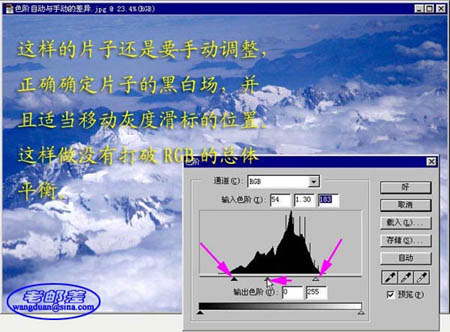 色阶自动与手动的差异.jpg @ 23.4%(RGB)
这样的片子还是要手动调整，
正确确定片子的黑白场，并
且适当移动灰度滑标的位置。
这样做没有打破RGB的总体
平衡。
色阶
通道(C): RGB
好
输入色阶(I): 54 1.30 183
取消
载入(L)...
存储(S)...
自动
输出色阶(O): 0 255
预览(P)
老邮差
wangduan@sina.com